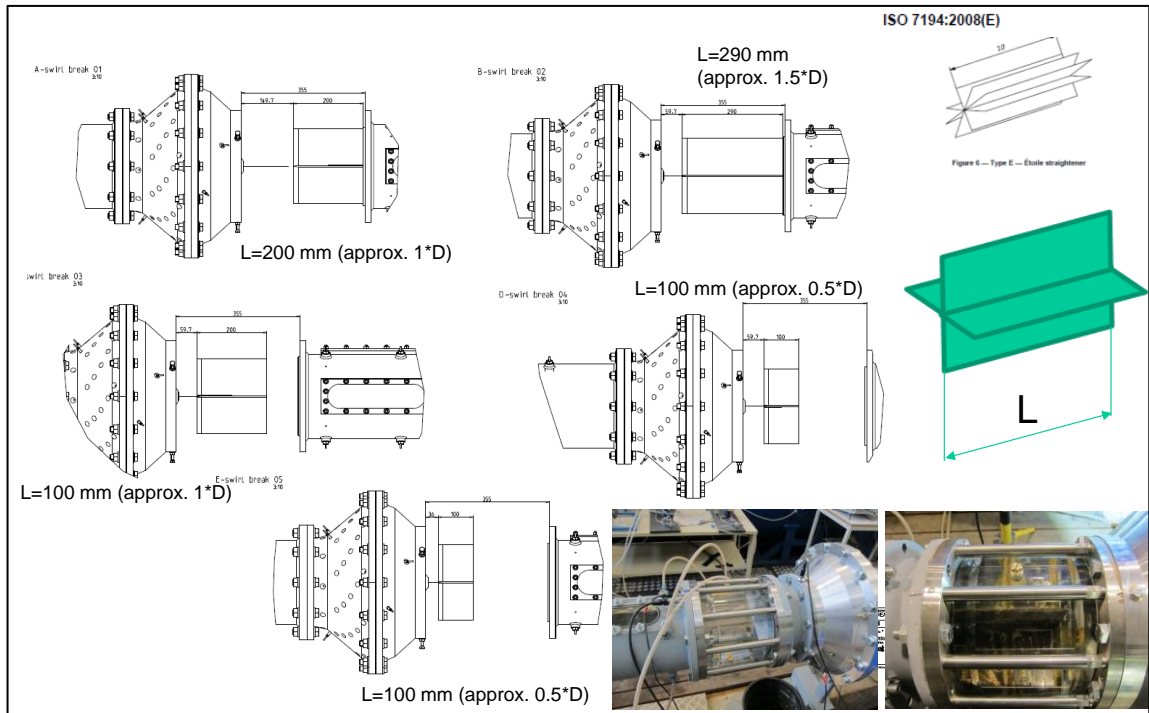 ISO 7194:2008(E)
A-swirl break 01
3:10
355
149.7
200
L=200 mm (approx. 1*D)
L=290 mm
(approx. 1.5*D)
B-swirl break 02
3:10
355
59.7
290
Figure 6 — Type E — Étoile straightener
swirl break 03
3:10
355
59.7
200
L=100 mm (approx. 1*D)
L=100 mm (approx. 0.5*D)
D-swirl break 04
3:10
355
59.7
100
L
E-swirl break 05
3:10
355
100
L=100 mm (approx. 0.5*D)